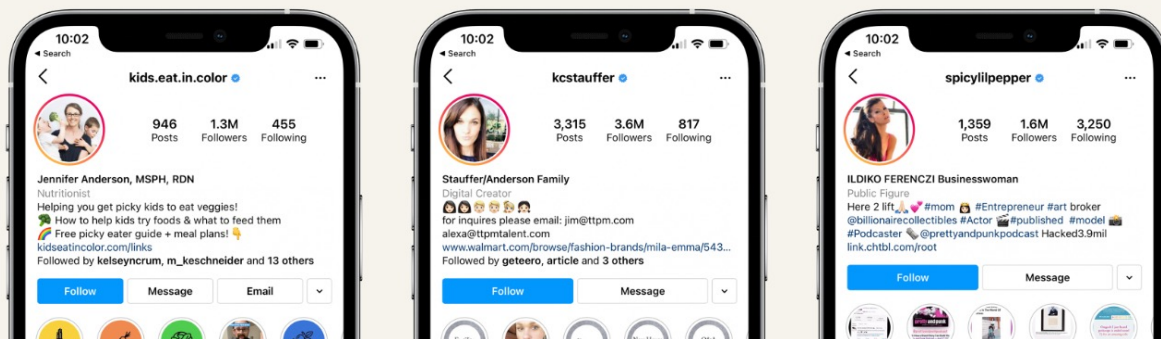 10:02
Search
kids.eat.in.color
946 1.3M 455
Posts Followers Following
Jennifer Anderson, MSPH, RDN
Nutritionist
Helping you get picky kids to eat veggies!
🥦 How to help kids try foods & what to feed them
🌈 Free picky eater guide + meal plans! 👇
kidseatincolor.com/links
Followed by kelseyncrum, m_keschneider and 13 others
Follow Message Email
10:02
Search
kcstauffer
3,315 3.6M 817
Posts Followers Following
Stauffer/Anderson Family
Digital Creator
for inquires please email: jim@ttpm.com
alexa@ttpmtalent.com
www.walmart.com/browse/fashion-brands/mila-emma/543...
Followed by geteero, article and 3 others
Follow Message
10:02
Search
spicylilpepper
1,359 1.6M 3,250
Posts Followers Following
ILDIKO FERENCZI Businesswoman
Public Figure
Here 2 lift🙏🏻💕#mom 👸 #Entrepreneur #art broker
@billionairecollectibles #Actor 🎬#published #model 📸
#Podcaster 🗞️@prettyandpunkpodcast Hacked3.9mil
link.chtbl.com/root
Follow Message